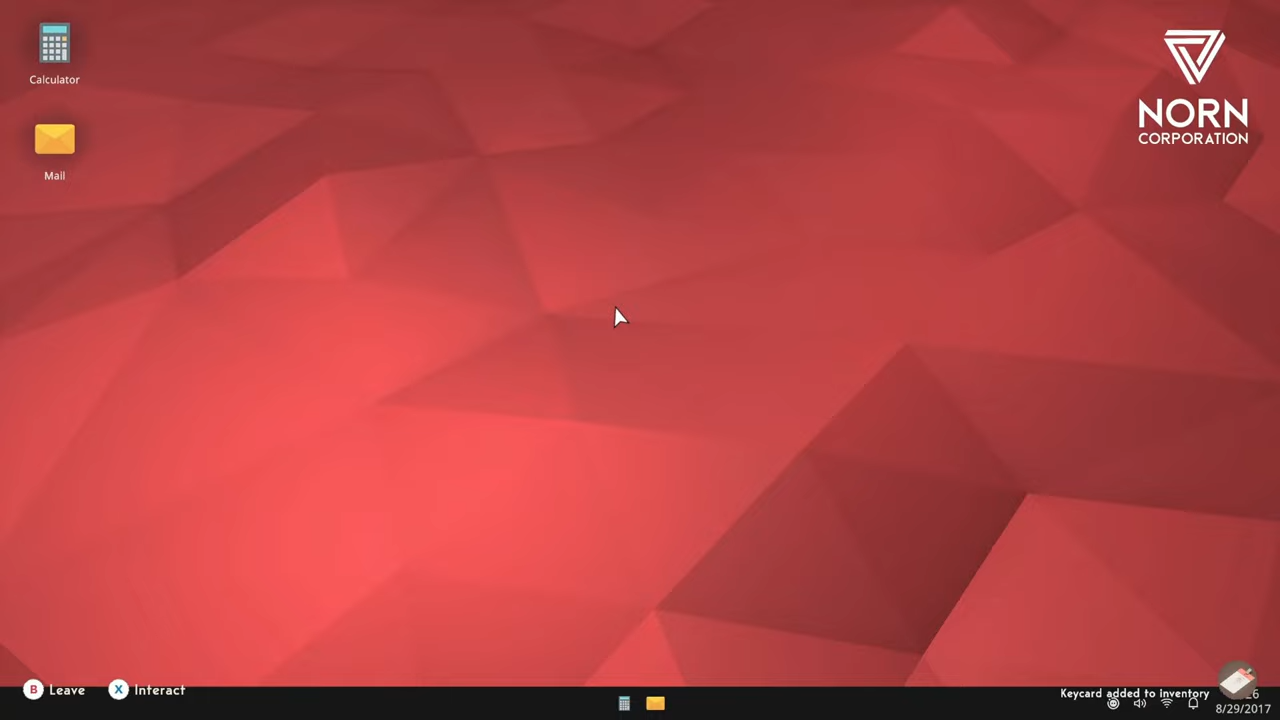 Calculator
Mail
NORN
CORPORATION
B Leave X Interact
Keycard added to Inventory
8/29/2017